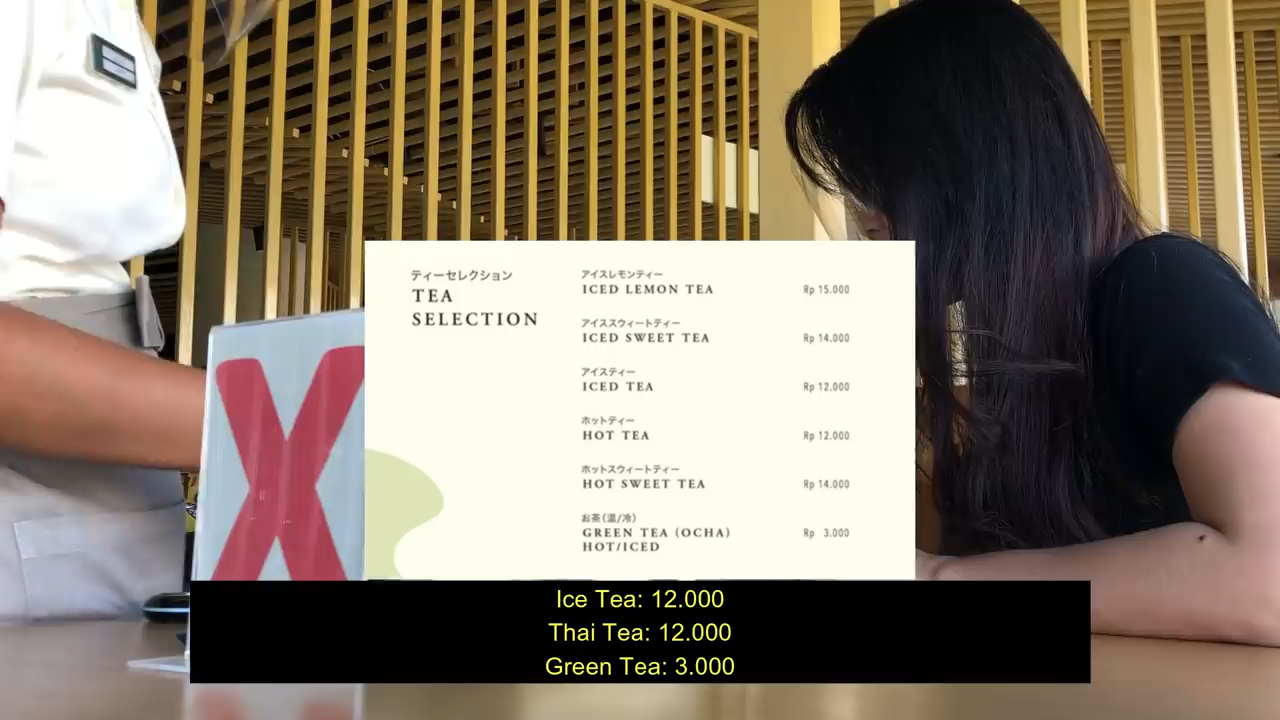 ティーセレクション
TEA
SELECTION
アイスレモンティー
ICED LEMON TEA Rp 15.000
アイススウィートティー
ICED SWEET TEA Rp 14.000
アイスティー
ICED TEA Rp 12.000
ホットティー
HOT TEA Rp 12.000
ホットスウィートティー
HOT SWEET TEA Rp 14.000
お茶(温/冷)
GREEN TEA (OCHA) Rp 3.000
HOT/ICED
X
Ice Tea: 12.000
Thai Tea: 12.000
Green Tea: 3.000